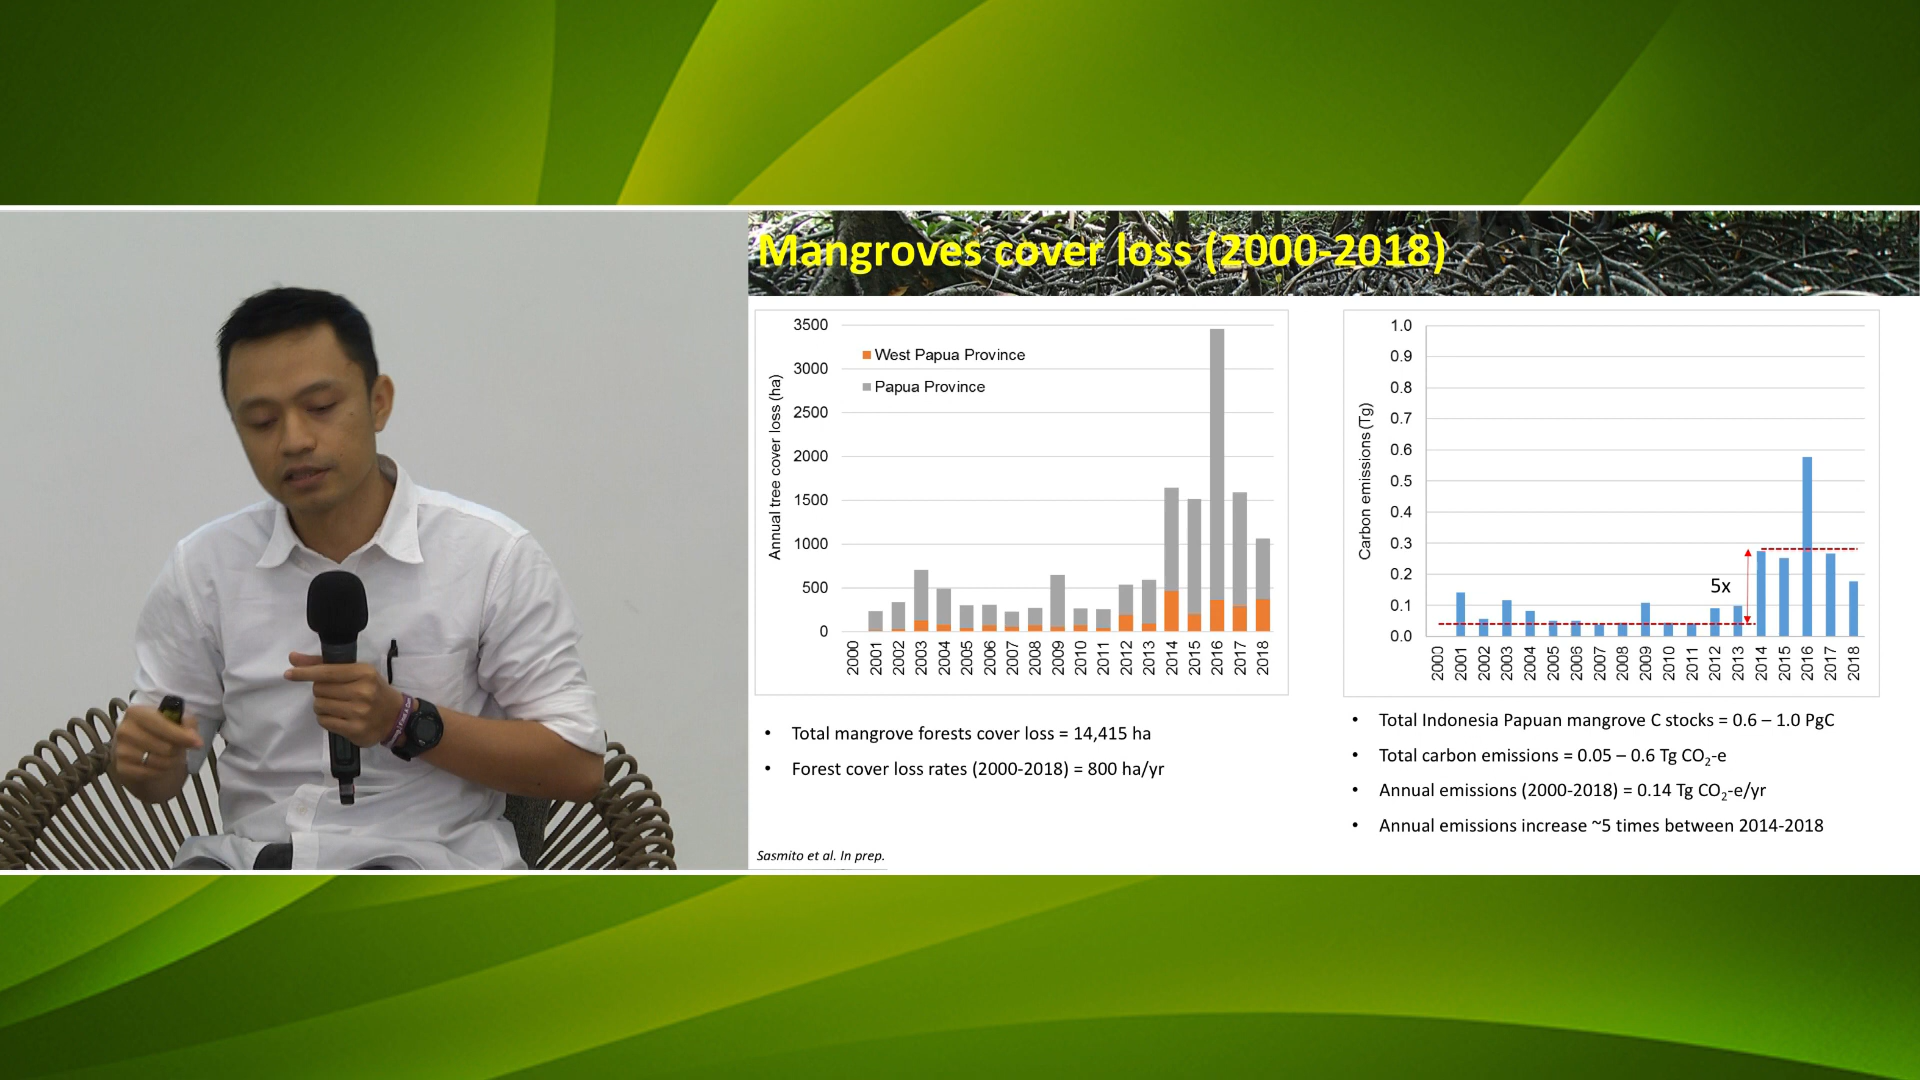 Mangroves cover loss (2000-2018)
Annual tree cover loss (ha)
3500
3000
2500
2000
1500
1000
500
0
West Papua Province
Papua Province
2000 2001 2002 2003 2004 2005 2006 2007 2008 2009 2010 2011 2012 2013 2014 2015 2016 2017 2018
• Total mangrove forests cover loss = 14,415 ha
• Forest cover loss rates (2000-2018) = 800 ha/yr
Sasmito et al. In prep.
Carbon emissions (Tg)
1.0
0.9
0.8
0.7
0.6
0.5
0.4
0.3
0.2
0.1
0.0
5x
2000 2001 2002 2003 2004 2005 2006 2007 2008 2009 2010 2011 2012 2013 2014 2015 2016 2017 2018
• Total Indonesia Papuan mangrove C stocks = 0.6 – 1.0 PgC
• Total carbon emissions = 0.05 – 0.6 Tg CO₂-e
• Annual emissions (2000-2018) = 0.14 Tg CO₂-e/yr
• Annual emissions increase ~5 times between 2014-2018